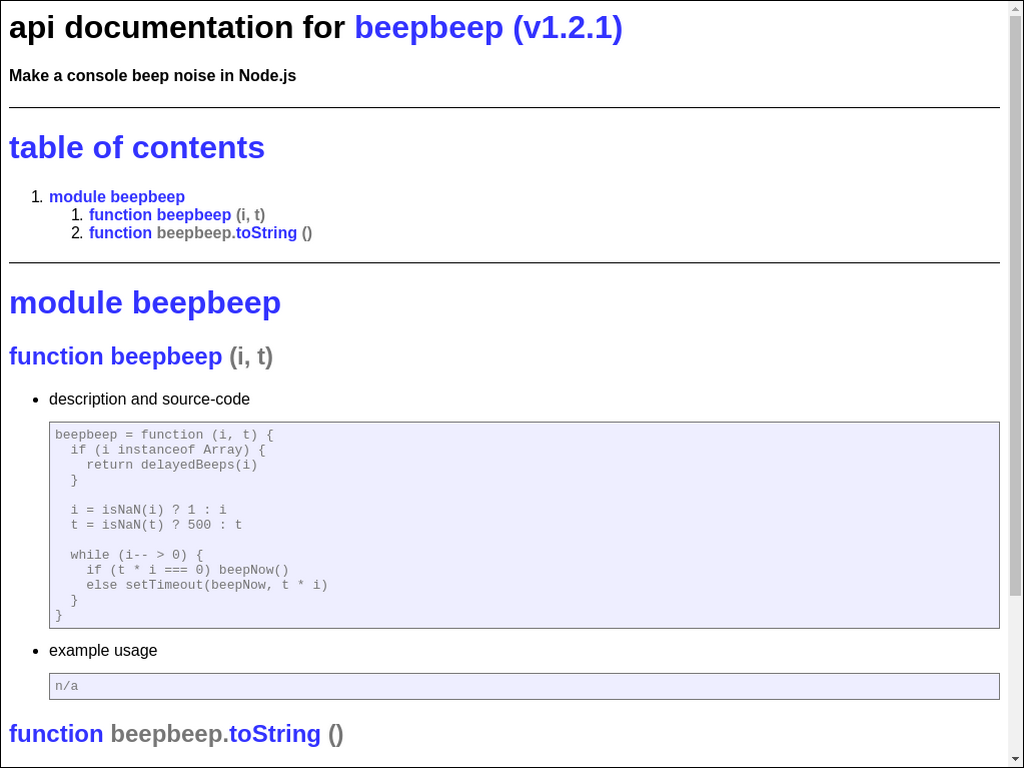 api documentation for beepbeep (v1.2.1)
Make a console beep noise in Node.js
table of contents
1. module beepbeep
1. function beepbeep (i, t)
2. function beepbeep.toString ()
module beepbeep
function beepbeep (i, t)
• description and source-code
beepbeep = function (i, t) {
  if (i instanceof Array) {
    return delayedBeeps(i)
  }
  i = isNaN(i) ? 1 : i
  t = isNaN(t) ? 500 : t
  while (i-- > 0) {
    if (t * i === 0) beepNow()
    else setTimeout(beepNow, t * i)
  }
}
• example usage
n/a
function beepbeep.toString ()